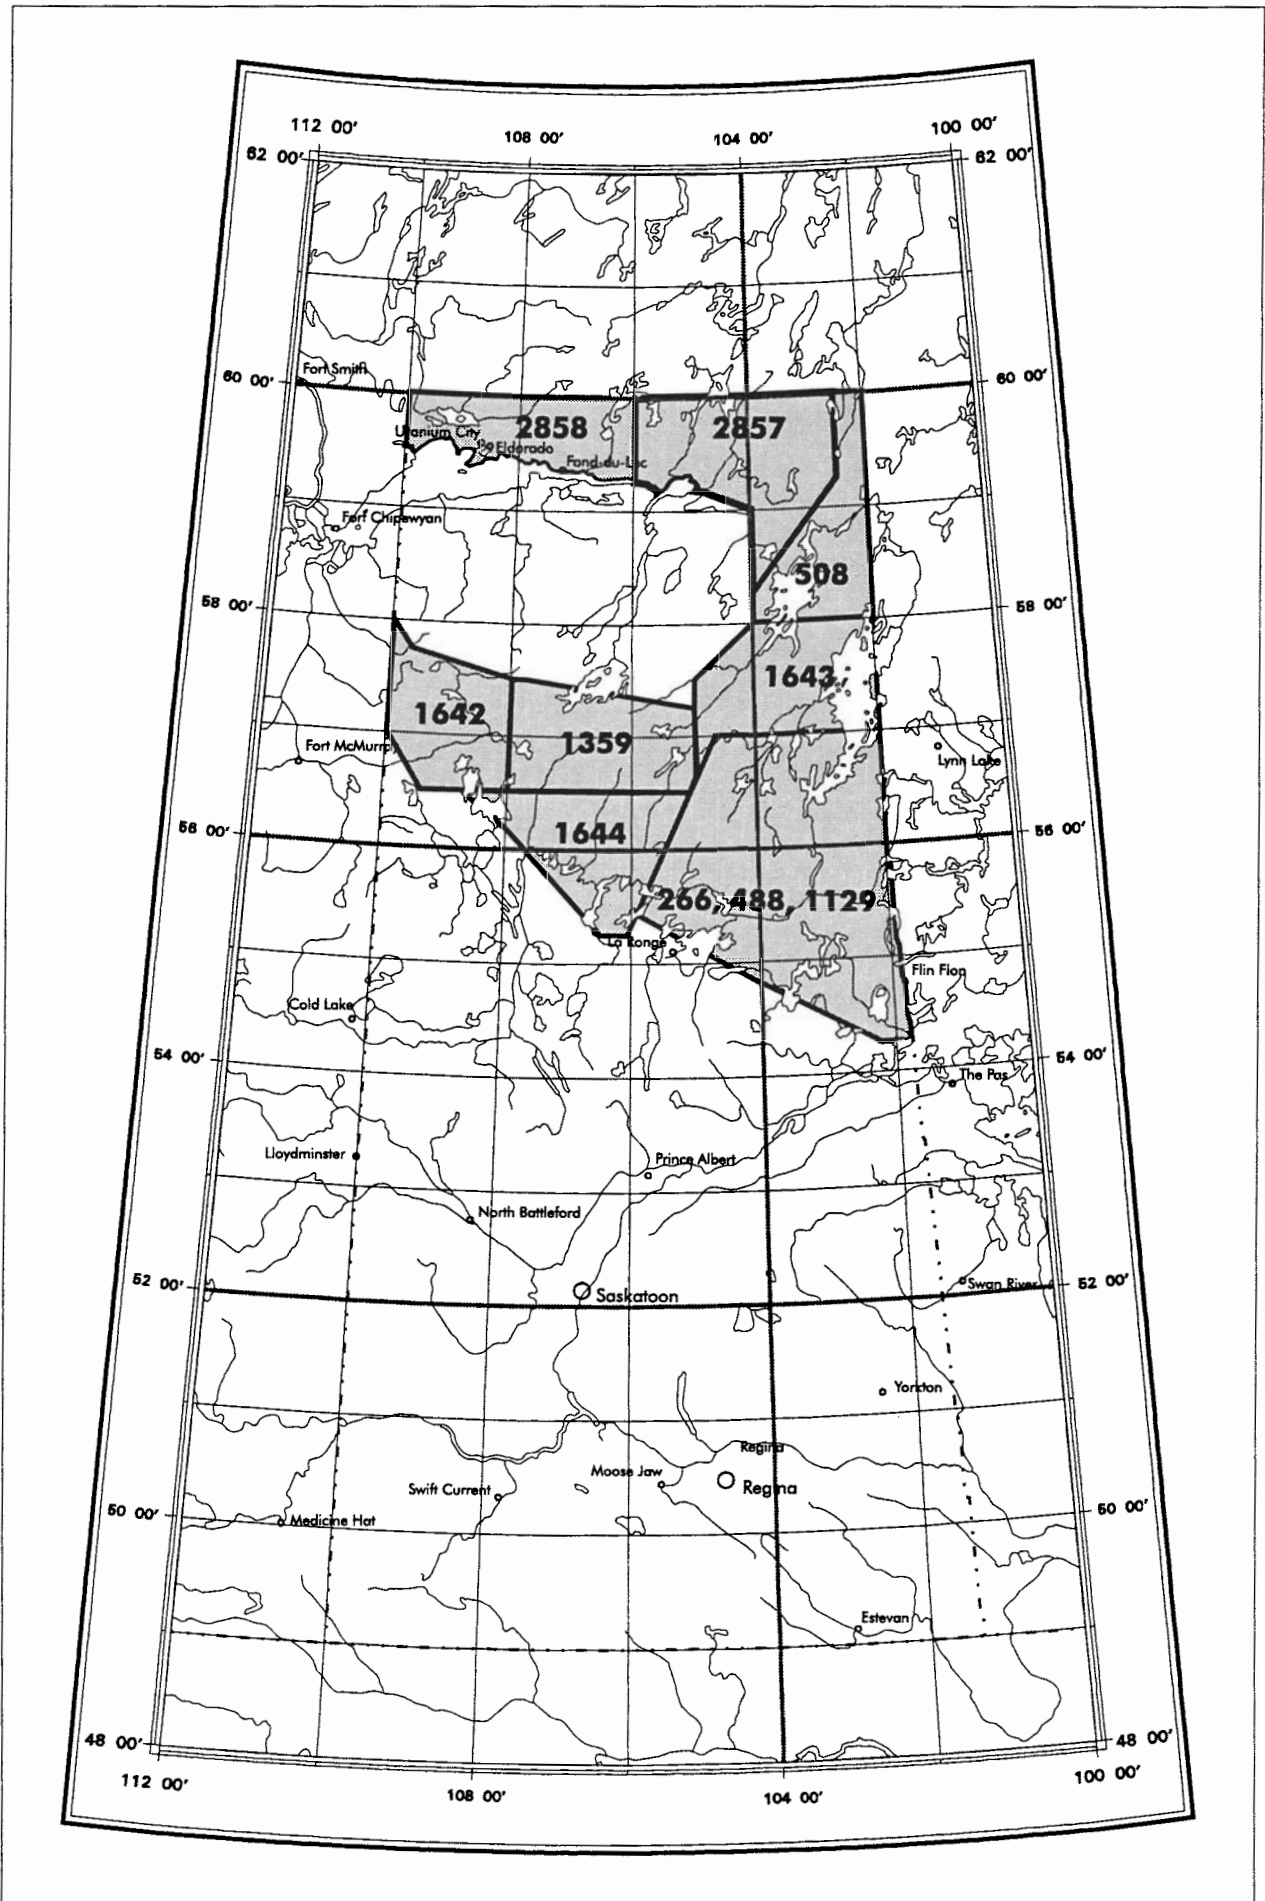 112 00'
108 00'
104 00'
100 00'
62 00'
62 00'
Fort Smith
60 00'
60 00'
2858
2857
Uranium City
Eldorado
Fond-du-Lac
Fort Chipewyan
508
58 00'
58 00'
1643
1642
1359
Fort McMurray
Lynn Lake
56 00'
1644
56 00'
266, 488, 1129
La Ronge
Flin Flon
Cold Lake
54 00'
54 00'
The Pas
Lloydminster
Prince Albert
North Battleford
52 00'
52 00'
Swan River
Saskatoon
Yorkton
Regina
Moose Jaw
Swift Current
Regina
50 00'
50 00'
Medicine Hat
Estevan
48 00'
48 00'
112 00'
108 00'
104 00'
100 00'